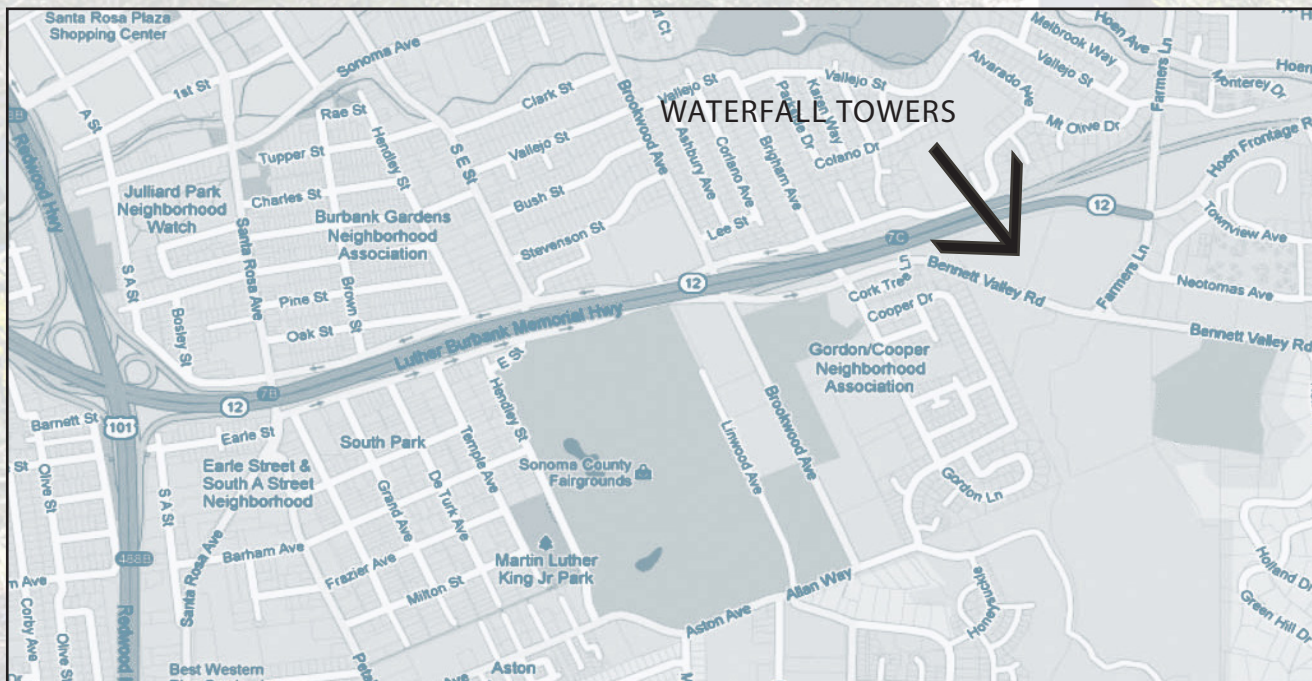 Santa Rosa Plaza
Shopping Center
A St
1st St
Sonoma Ave
Clark St
Brookwood Ave
Vallejo St
Vallejo St
Melbrook Way
Hoen Ave
Vallejo St
Alvarado Ave
Farmers Ln
Hoen
Monterey Dr
Rae St
Hendley St
Tupper St
S E St
Vallejo St
WATERFALL TOWERS
Ashbury Ave
Corlano Ave
Brigham Ave
Colano Dr
Mt Olive Dr
Hoen Frontage R
Redwood Hwy
Julliard Park
Neighborhood
Watch
Charles St
Santa Rosa Ave
Burbank Gardens
Neighborhood
Association
Bush St
Stevenson St
Lee St
7C
12
Townview Ave
S A St
Bosley St
Pine St
Brown St
Oak St
Luther Burbank Memorial Hwy
12
Cork Tree Ln
Bennett Valley Rd
Cooper Dr
Farmers Ln
Neotomas Ave
Bennett Valley Rd
Gordon/Cooper
Neighborhood
Association
7B
12
E St
Hendley St
Barnett St
101
Earle St
South Park
Temple Ave
Linwood Ave
Brookwood Ave
Olive St
Earle Street &
South A Street
Neighborhood
S A St
Grand Ave
De Turk Ave
Sonoma County
Fairgrounds
Gordon Ln
488B
Santa Rosa Ave
Barham Ave
Frazier Ave
Milton St
Martin Luther
King Jr Park
Allan Way
Aston Ave
Holland Dr
Green Hill Dr
Corby Ave
Olive St
Redwood
Best Western
Aston